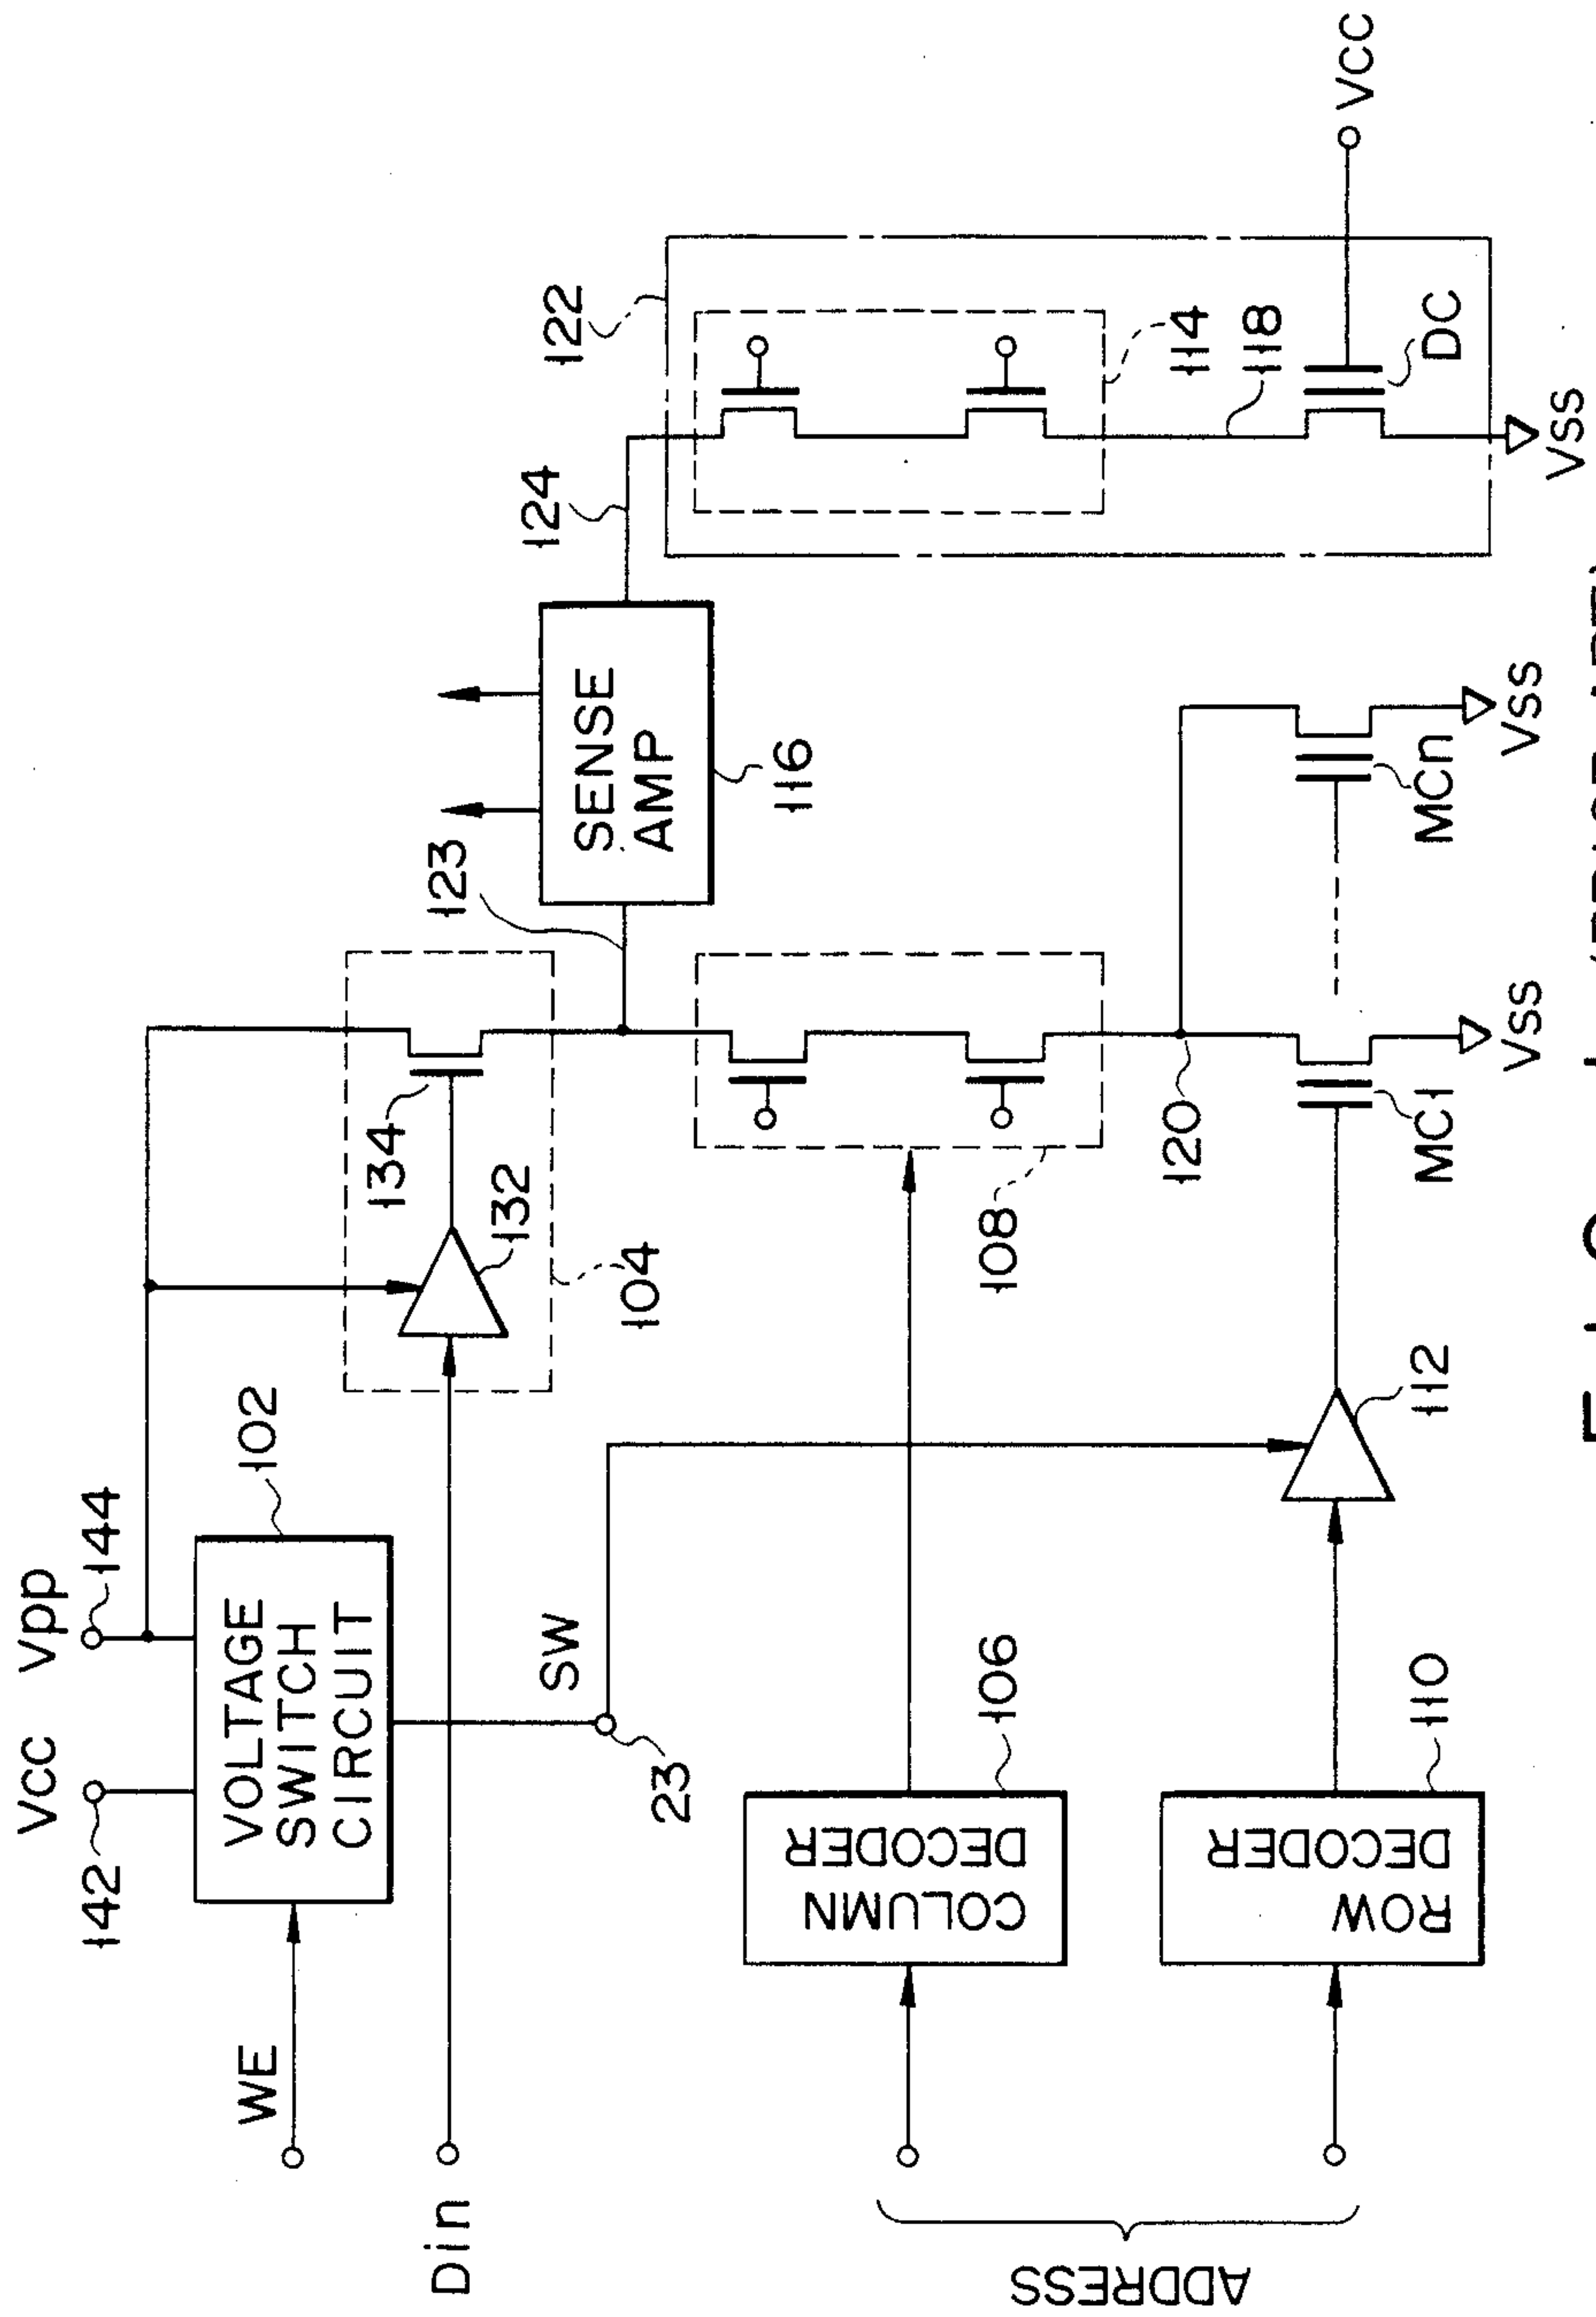 Vcc Vpp
142
144
102
VOLTAGE
SWITCH
CIRCUIT
WE
Din
SW
23
134
132
104
123
SENSE
AMP
116
124
122
114
118
DC
VCC
VSS
COLUMN
DECODER
106
108
120
ROW
DECODER
110
112
ADDRESS
MC1
MCn
VSS
VSS